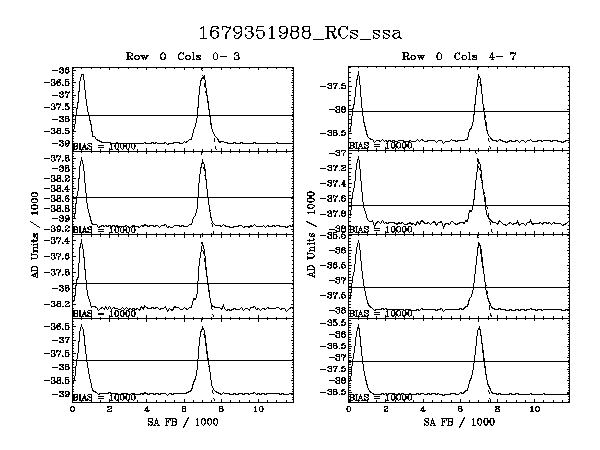 1679351988_RCs_ssa
Row 0 Cols 0-3
Row 0 Cols 4-7
AD Units / 1000
-36
-36.5
-37
-37.5
-38
-38.5
-39
BIAS = 10000
-37.8
-38
-38.2
-38.4
-38.6
-38.8
-39
-39.2
BIAS = 10000
-37.4
-37.6
-37.8
-38
-38.2
BIAS = 10000
-36.5
-37
-37.5
-38
-38.5
-39
BIAS = 10000
0 2 4 6 8 10
SA FB / 1000
AD Units / 1000
-37.5
-38
-38.5
BIAS = 10000
-37
-37.2
-37.4
-37.6
-37.8
-38
BIAS = 10000
-35.5
-36
-36.5
-37
-37.5
-38
BIAS = 10000
-35.5
-36
-36.5
-37
-37.5
-38
-38.5
BIAS = 10000
0 2 4 6 8 10
SA FB / 1000